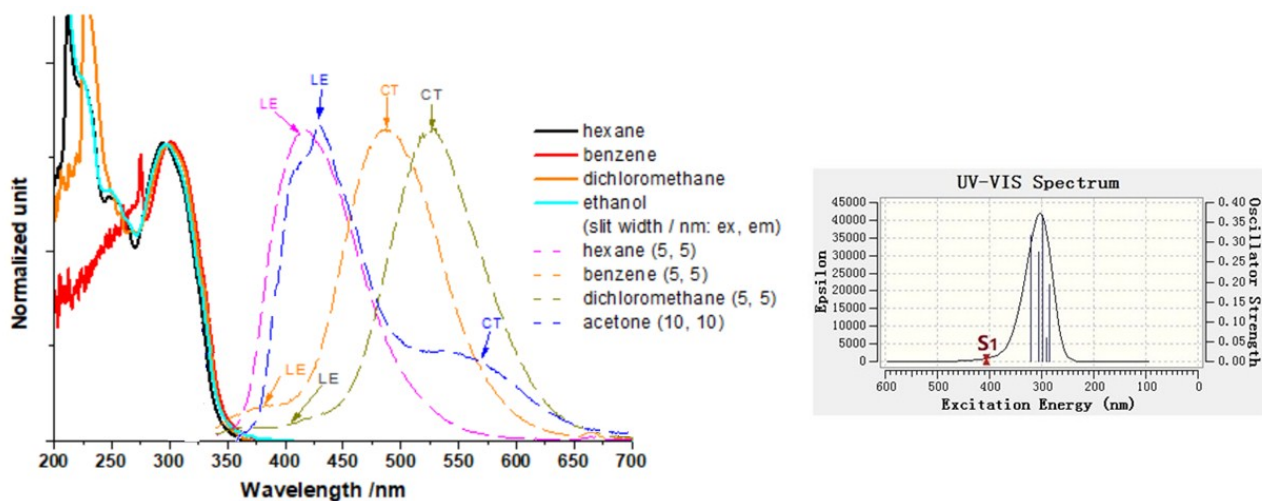 LE
LE
CT
CT
hexane
benzene
dichloromethane
ethanol
(slit width / nm: ex, em)
hexane (5, 5)
benzene (5, 5)
dichloromethane (5, 5)
acetone (10, 10)
LE
LE
CT
Normalized unit
200 250 300 350 400 450 500 550 600 650 700
Wavelength /nm
UV-VIS Spectrum
45000
40000
35000
30000
25000
20000
15000
10000
5000
0
Epsilon
0.40
0.35
0.30
0.25
0.20
0.15
0.10
0.05
0.00
Oscillator Strength
S1
600 500 400 300 200 100 0
Excitation Energy (nm)